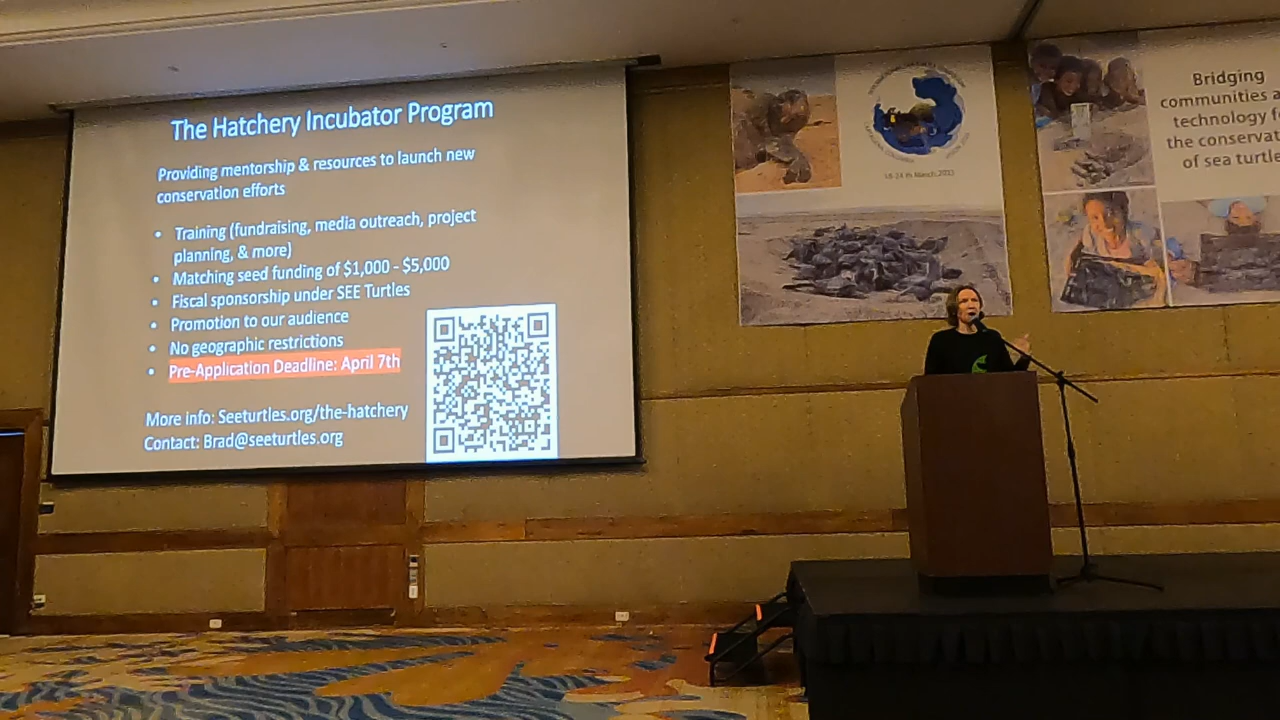 The Hatchery Incubator Program
Providing mentorship & resources to launch new
conservation efforts
• Training (fundraising, media outreach, project
planning, & more)
• Matching seed funding of $1,000 - $5,000
• Fiscal sponsorship under SEE Turtles
• Promotion to our audience
• No geographic restrictions
• Pre-Application Deadline: April 7th
More info: Seeturtles.org/the-hatchery
Contact: Brad@seeturtles.org
Bridging
communities a
technology f
the conservat
of sea turtle